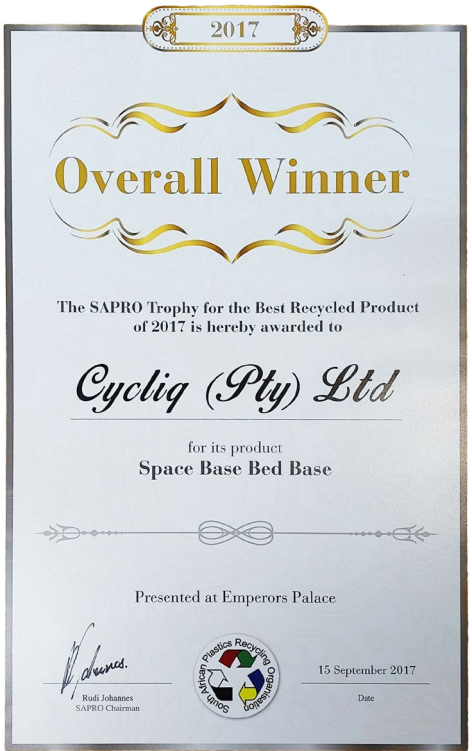 2017
Overall Winner
The SAPRO Trophy for the Best Recycled Product
of 2017 is hereby awarded to
Cycliq (Pty) Ltd
for its product
Space Base Bed Base
Presented at Emperors Palace
Rudi Johannes
SAPRO Chairman
South African Plastics Recycling Organisation
15 September 2017
Date